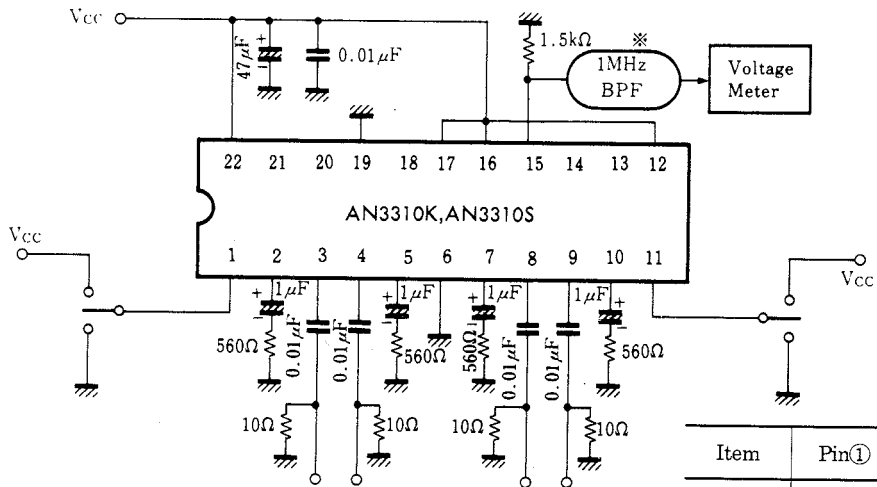 Vcc
47μF
+
−
0.01μF
1.5kΩ
※
1MHz
BPF
Voltage
Meter
22 21 20 19 18 17 16 15 14 13 12
AN3310K,AN3310S
1 2 3 4 5 6 7 8 9 10 11
Vcc
Vcc
+ 1μF
−
560Ω
0.01μF
0.01μF
+ 1μF
−
560Ω
+ 1μF
−
560Ω
0.01μF
0.01μF
1μF +
−
560Ω
10Ω
10Ω
10Ω
10Ω
Item Pin①